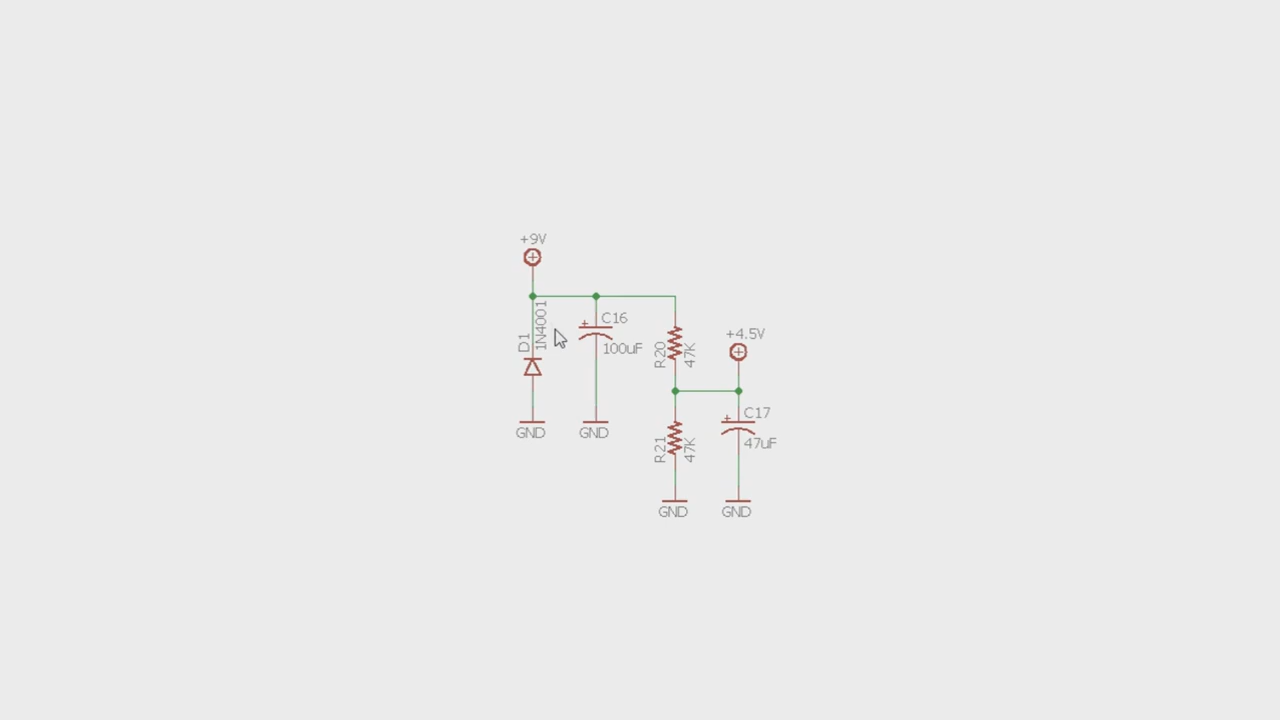 +9V
D1
1N4001
C16
100uF
R20
47K
+4.5V
GND
GND
R21
47K
C17
47uF
GND
GND